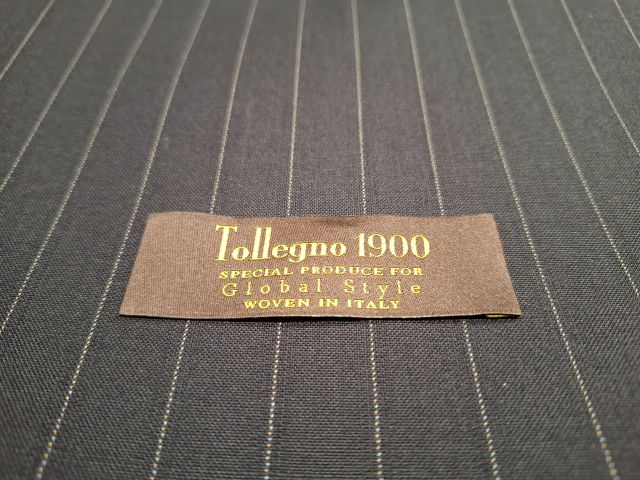 Tollegno 1900
SPECIAL PRODUCE FOR
Global Style
WOVEN IN ITALY